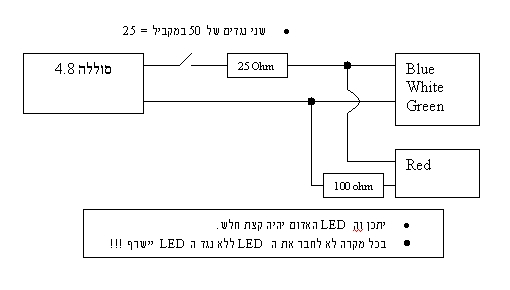 שני נגדים של 50 במקביל = 25
סוללה 4.8
25 Ohm
Blue
White
Green
Red
100 ohm
יתכן וה LED האדום יהיה קצת חלש.
בכל מקרה לא לחבר את ה LED ללא נגד ה LED יישרף !!!